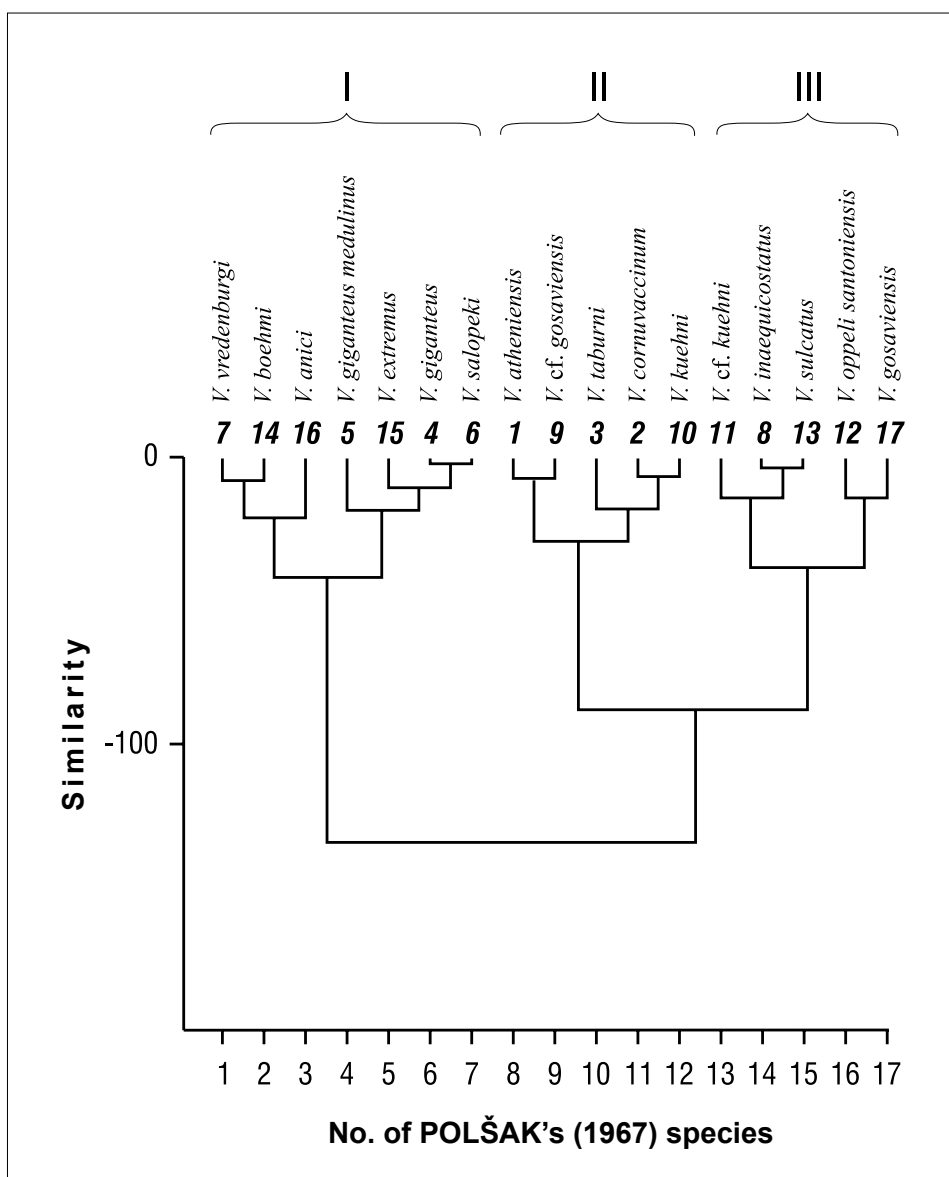 I II III
V. vredenburgi
V. boehmi
V. anici
V. giganteus medulinus
V. extremus
V. giganteus
V. salopeki
V. aheniensis
V. cf. gosaviensis
V. taburni
V. cornuvaccinum
V. kuehni
V. cf. kuehni
V. inaequicostatus
V. sulcatus
V. oppeli santoniensis
V. gosaviensis
7 14 16 5 15 4 6 1 9 3 2 10 11 8 13 12 17
0
-100
Similarity
1 2 3 4 5 6 7 8 9 10 11 12 13 14 15 16 17
No. of POLŠAK's (1967) species